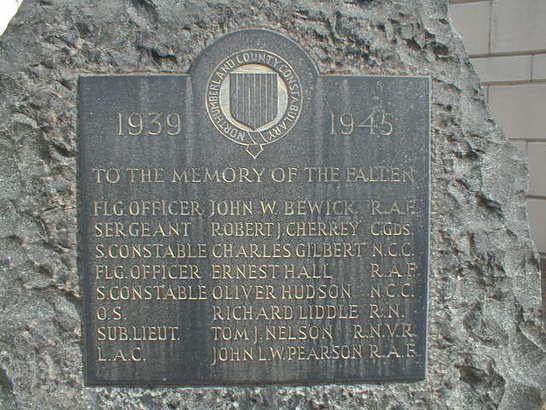 NORTHUMBERLAND COUNTY CONSTABULARY
1939 1945
TO THE MEMORY OF THE FALLEN
FLG. OFFICER JOHN W. BEWICK R.A.F.
SERGEANT ROBERT J. CHERREY C.GDS.
S.CONSTABLE CHARLES GILBERT N.C.C.
FLG. OFFICER ERNEST HALL R.A.F.
S.CONSTABLE OLIVER HUDSON N.C.C.
O.S. RICHARD LIDDLE R.N.
SUB.LIEUT. TOM J. NELSON R.N.V.R.
L.A.C. JOHN L.W. PEARSON R.A.F.